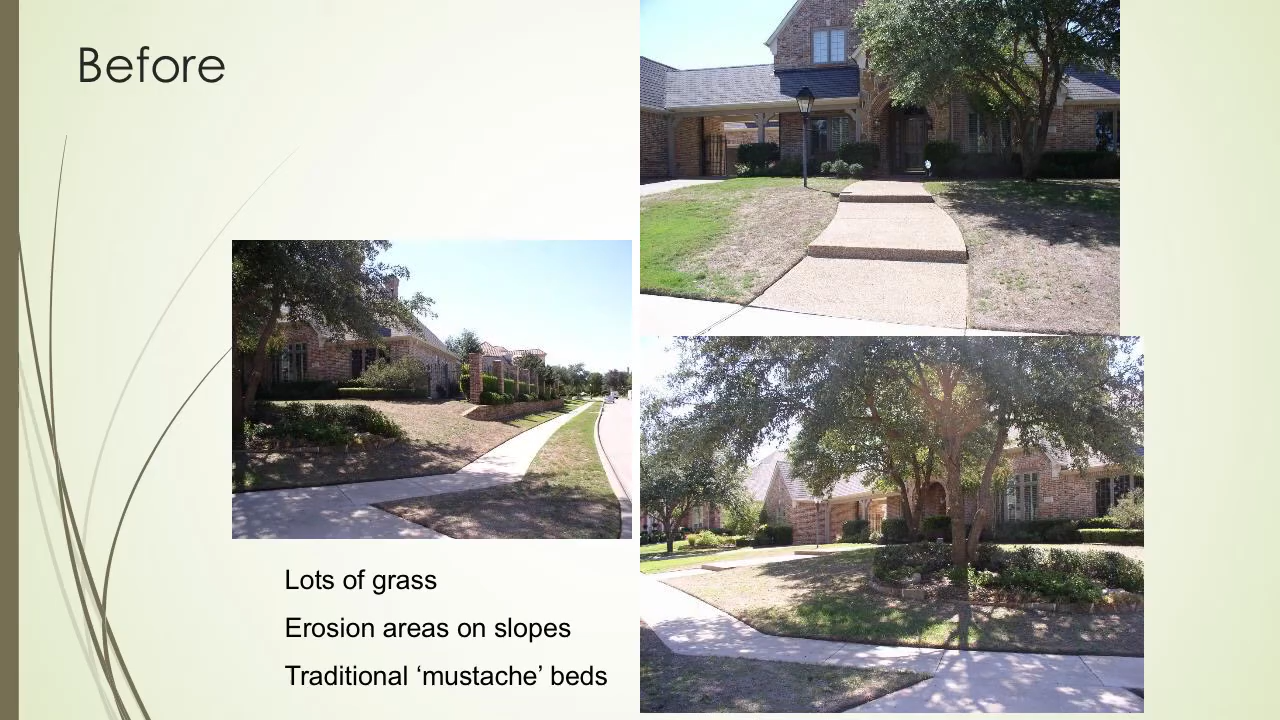 Before
Lots of grass
Erosion areas on slopes
Traditional ‘mustache’ beds